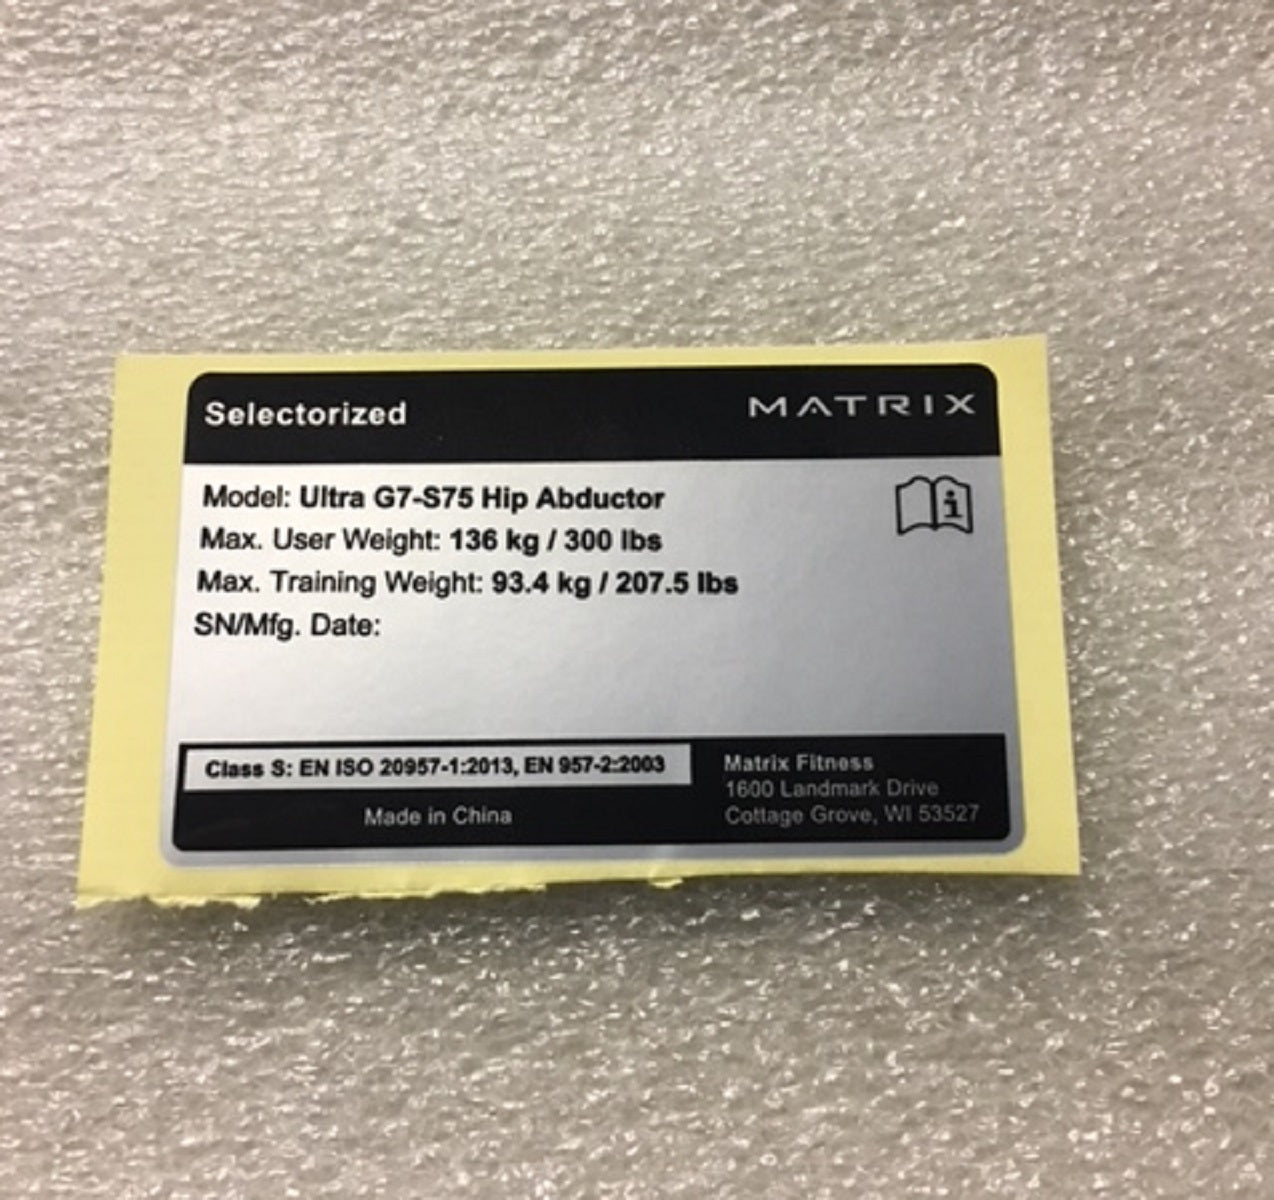 Selectorized
MATRIX
Model: Ultra G7-S75 Hip Abductor
Max. User Weight: 136 kg / 300 lbs
Max. Training Weight: 93.4 kg / 207.5 lbs
SN/Mfg. Date:
Class S: EN ISO 20957-1:2013, EN 957-2:2003
Made in China
Matrix Fitness
1600 Landmark Drive
Cottage Grove, WI 53527